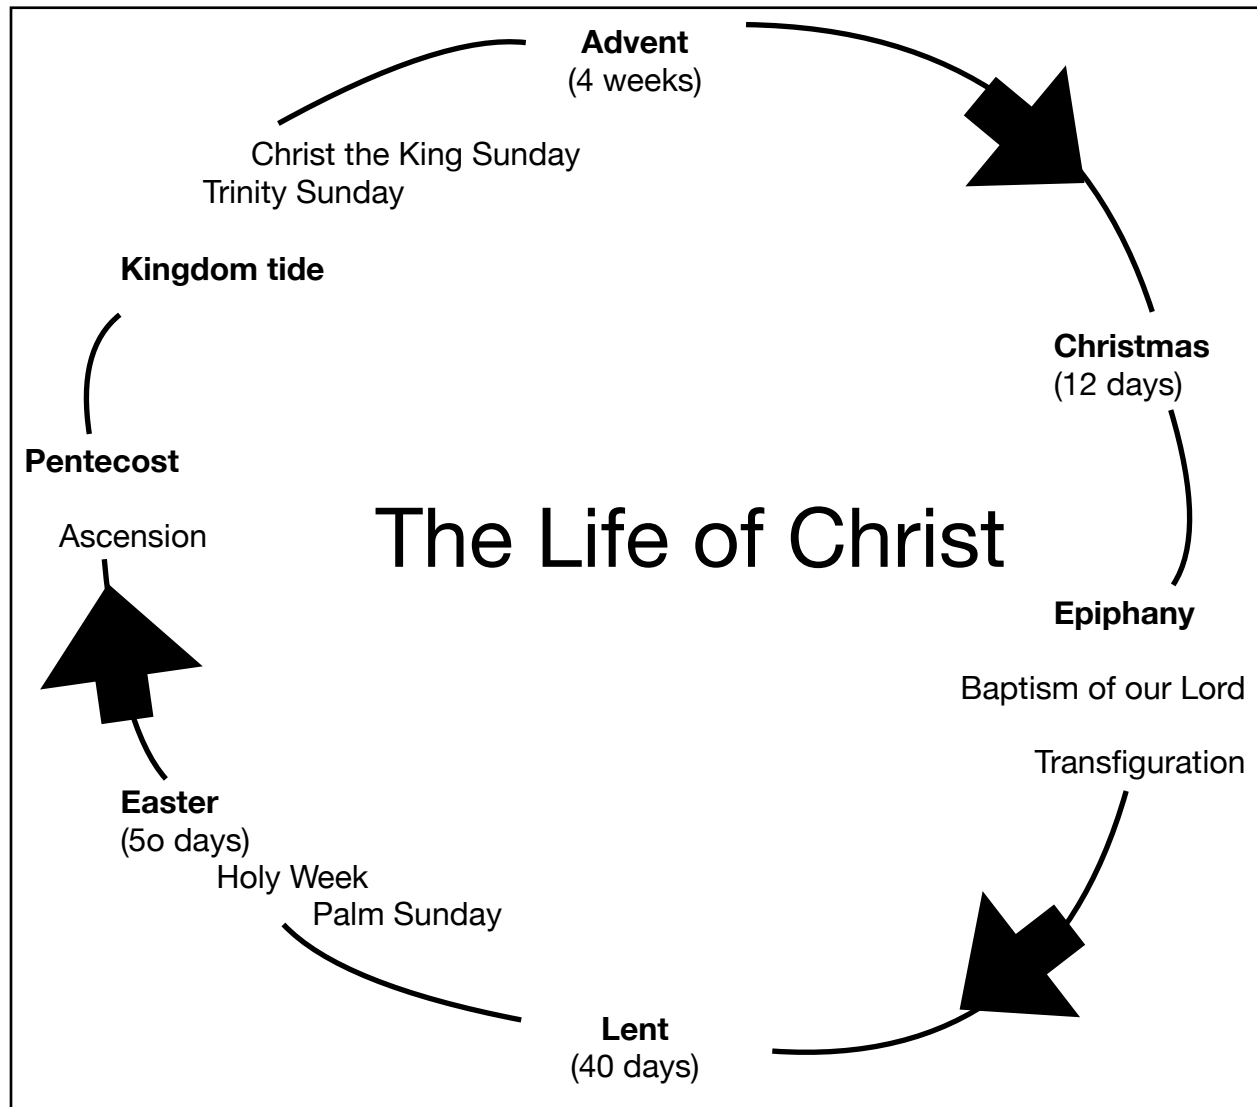 Advent
(4 weeks)
Christ the King Sunday
Trinity Sunday
Kingdom tide
Christmas
(12 days)
Pentecost
Ascension
The Life of Christ
Epiphany
Baptism of our Lord
Transfiguration
Easter
(5o days)
Holy Week
Palm Sunday
Lent
(40 days)